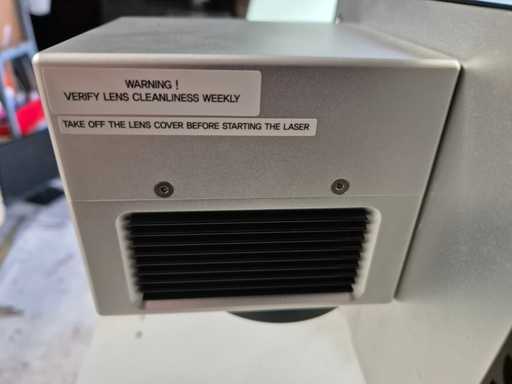 WARNING !
VERIFY LENS CLEANLINESS WEEKLY
TAKE OFF THE LENS COVER BEFORE STARTING THE LASER